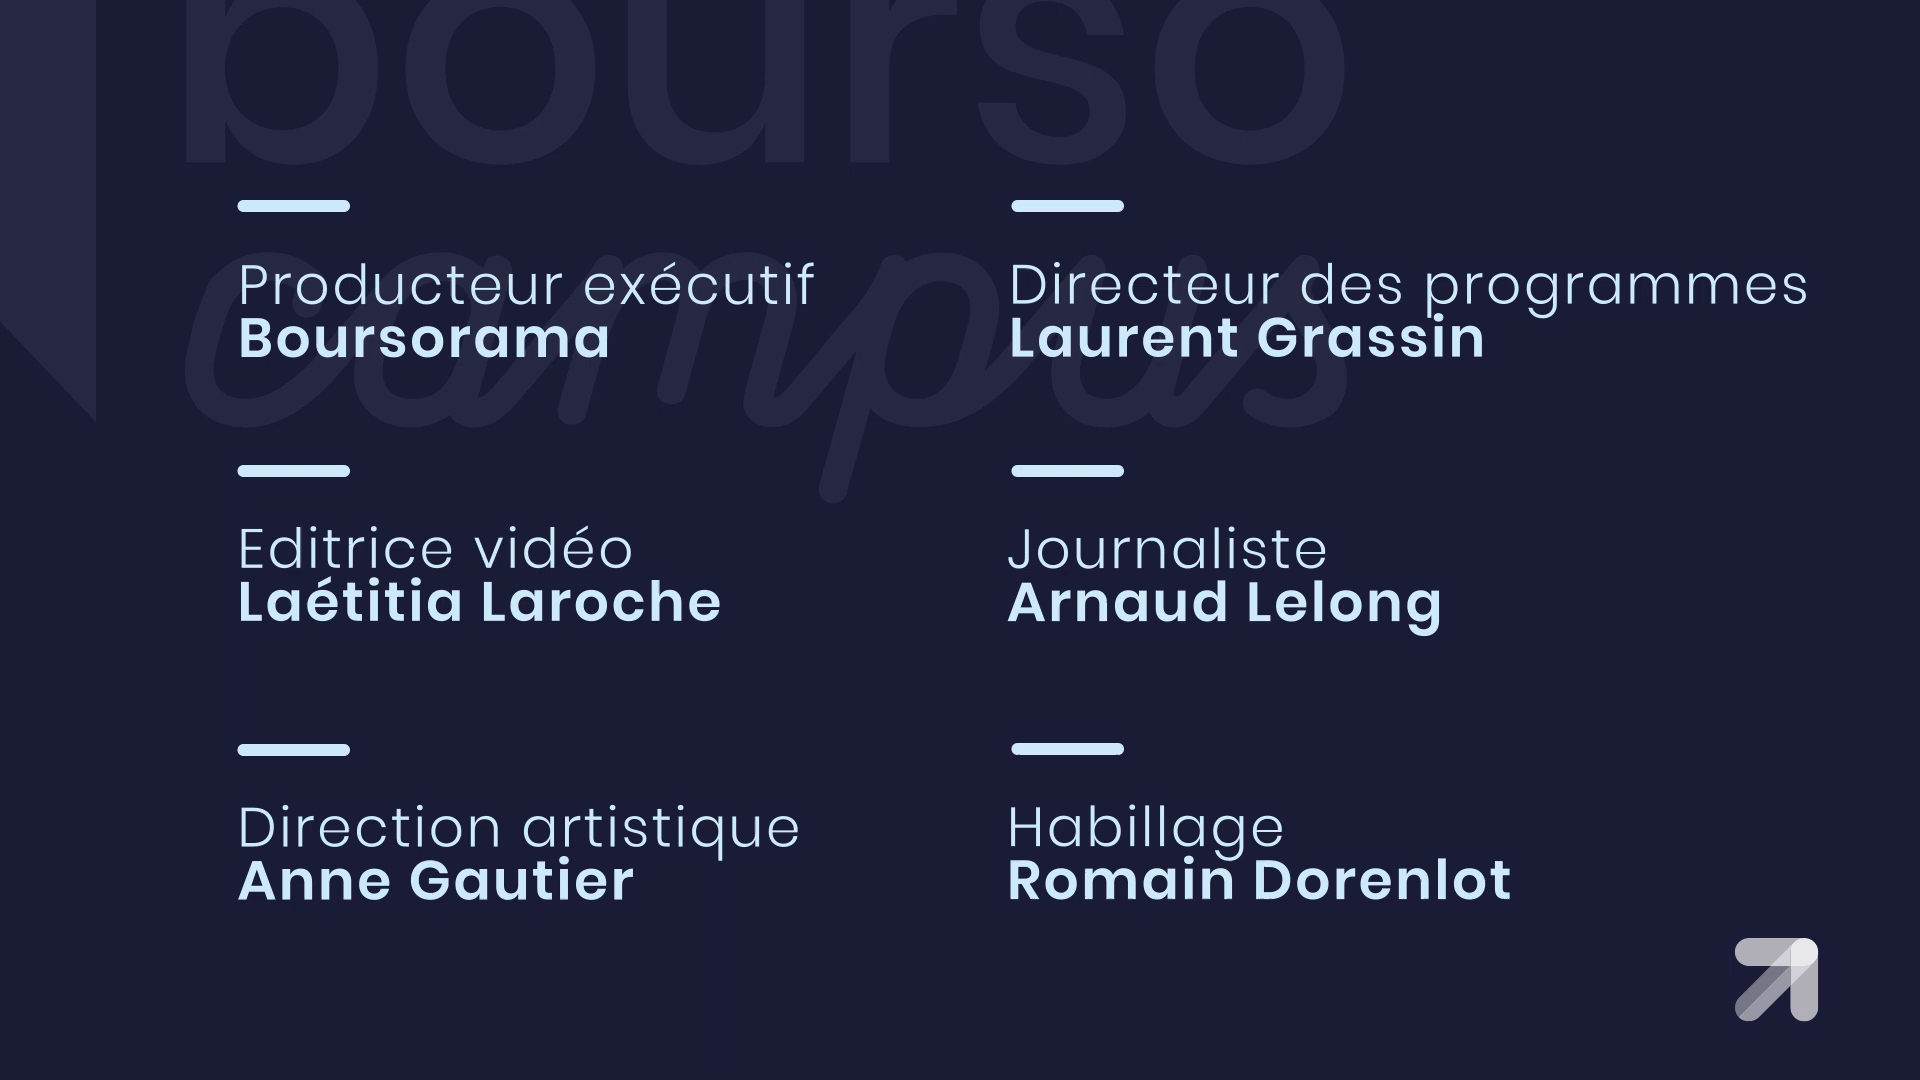 bourso
campus
Producteur exécutif
Boursorama
Directeur des programmes
Laurent Grassin
Editrice vidéo
Laétitia Laroche
Journaliste
Arnaud Lelong
Direction artistique
Anne Gautier
Habillage
Romain Dorenlot